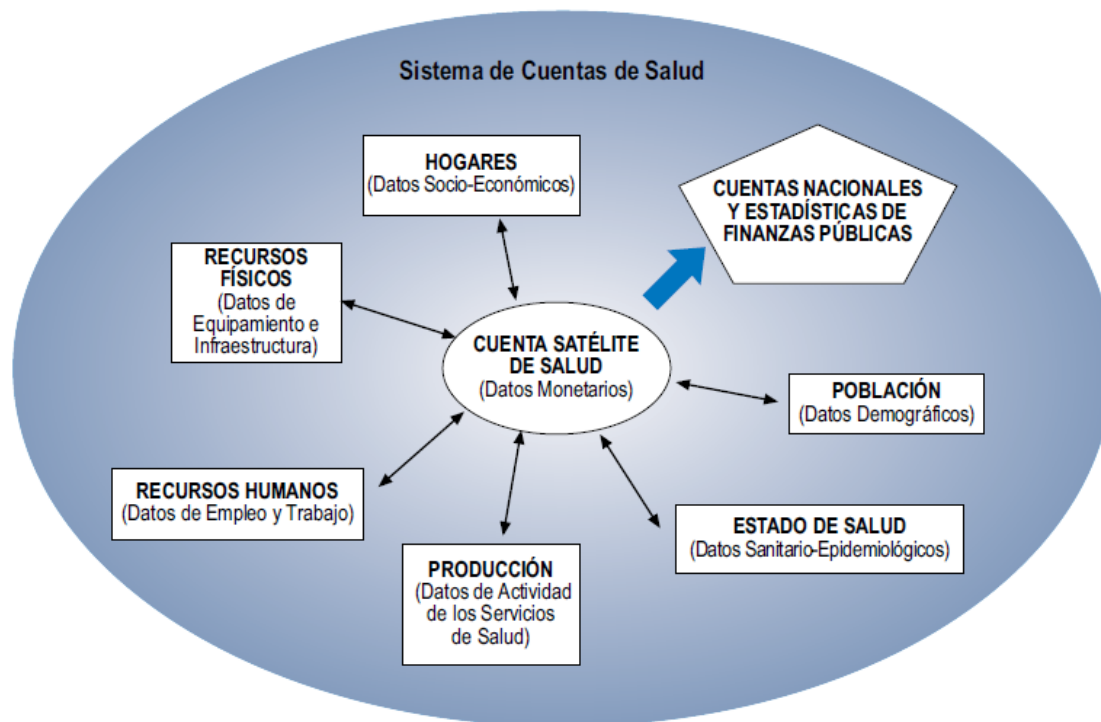 Sistema de Cuentas de Salud
HOGARES
(Datos Socio-Económicos)
CUENTAS NACIONALES
Y ESTADÍSTICAS DE
FINANZAS PÚBLICAS
RECURSOS
FÍSICOS
(Datos de
Equipamiento e
Infraestructura)
CUENTA SATÉLITE
DE SALUD
(Datos Monetarios)
POBLACIÓN
(Datos Demográficos)
RECURSOS HUMANOS
(Datos de Empleo y Trabajo)
ESTADO DE SALUD
(Datos Sanitario-Epidemiológicos)
PRODUCCIÓN
(Datos de Actividad
de los Servicios
de Salud)